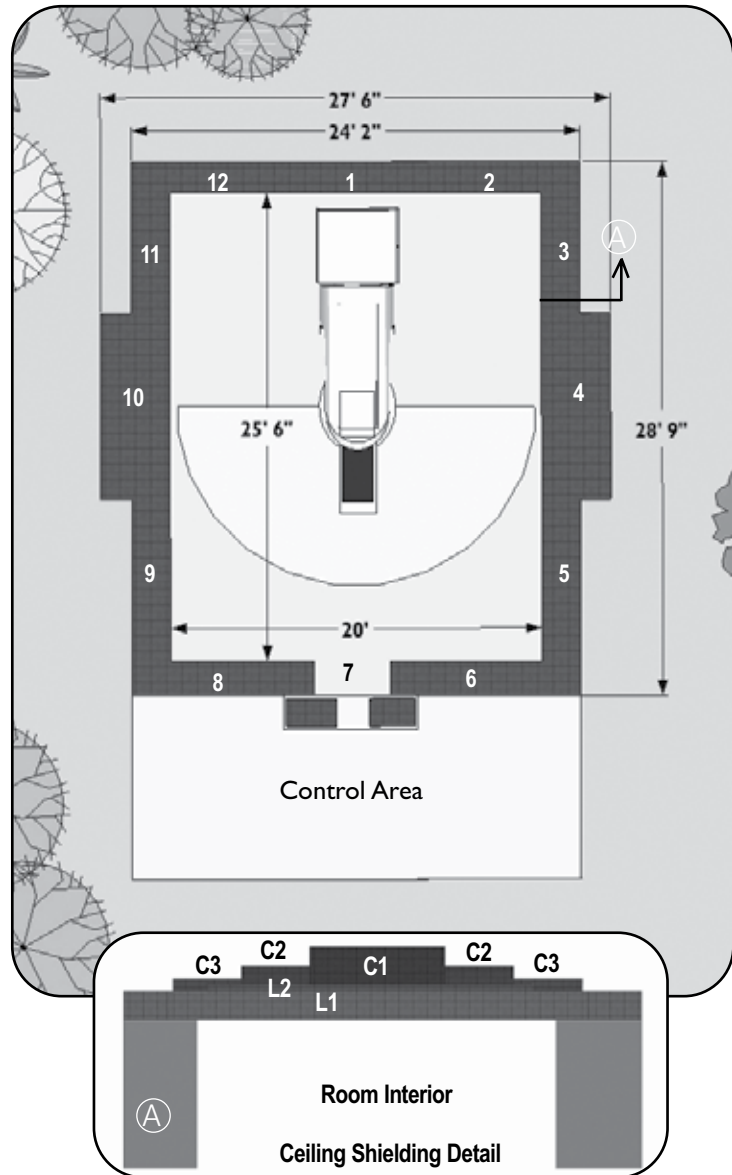 27' 6"
24' 2"
12 1 2
11 3 A
10 4
25' 6" 28' 9"
9 5
20'
8 7 6
Control Area
C3 C2 C1 C2 C3
L2 L1
Room Interior
A
Ceiling Shielding Detail